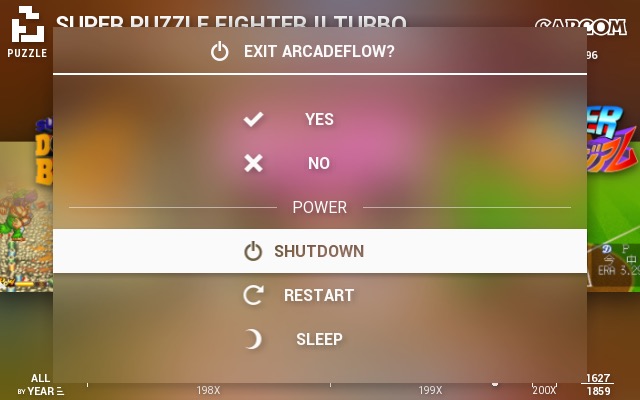 SUPER PUZZLE FIGHTER II TURBO
CAPCOM
PUZZLE
96
EXIT ARCADEFLOW?
YES
NO
POWER
SHUTDOWN
RESTART
SLEEP
ERA 3.29
ALL
BY YEAR
198X
199X
200X
1627
1859